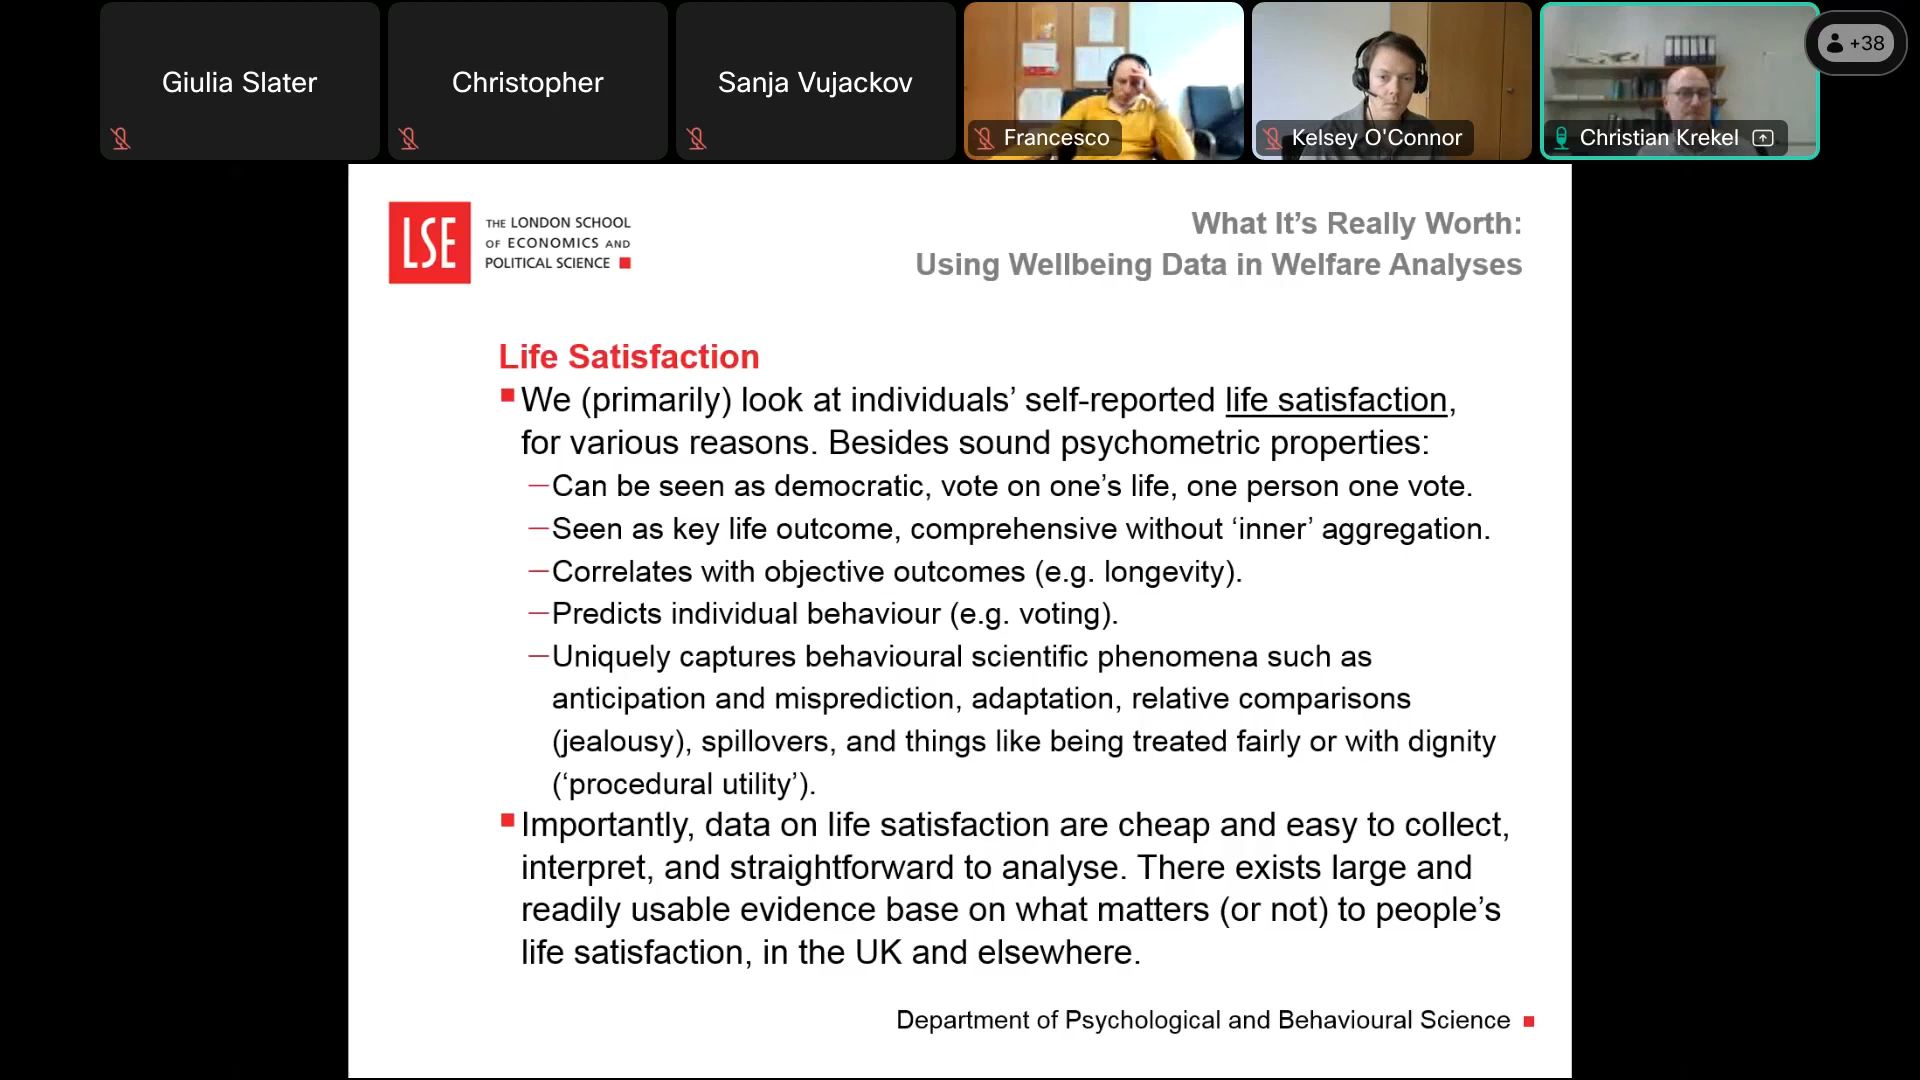 Giulia Slater
Christopher
Sanja Vujackov
Francesco
Kelsey O'Connor
Christian Krekel
+38
LSE
THE LONDON SCHOOL
OF ECONOMICS AND
POLITICAL SCIENCE
What It’s Really Worth:
Using Wellbeing Data in Welfare Analyses
Life Satisfaction
We (primarily) look at individuals’ self-reported life satisfaction,
for various reasons. Besides sound psychometric properties:
—Can be seen as democratic, vote on one’s life, one person one vote.
—Seen as key life outcome, comprehensive without ‘inner’ aggregation.
—Correlates with objective outcomes (e.g. longevity).
—Predicts individual behaviour (e.g. voting).
—Uniquely captures behavioural scientific phenomena such as
anticipation and misprediction, adaptation, relative comparisons
(jealousy), spillovers, and things like being treated fairly or with dignity
(‘procedural utility’).
Importantly, data on life satisfaction are cheap and easy to collect,
interpret, and straightforward to analyse. There exists large and
readily usable evidence base on what matters (or not) to people’s
life satisfaction, in the UK and elsewhere.
Department of Psychological and Behavioural Science